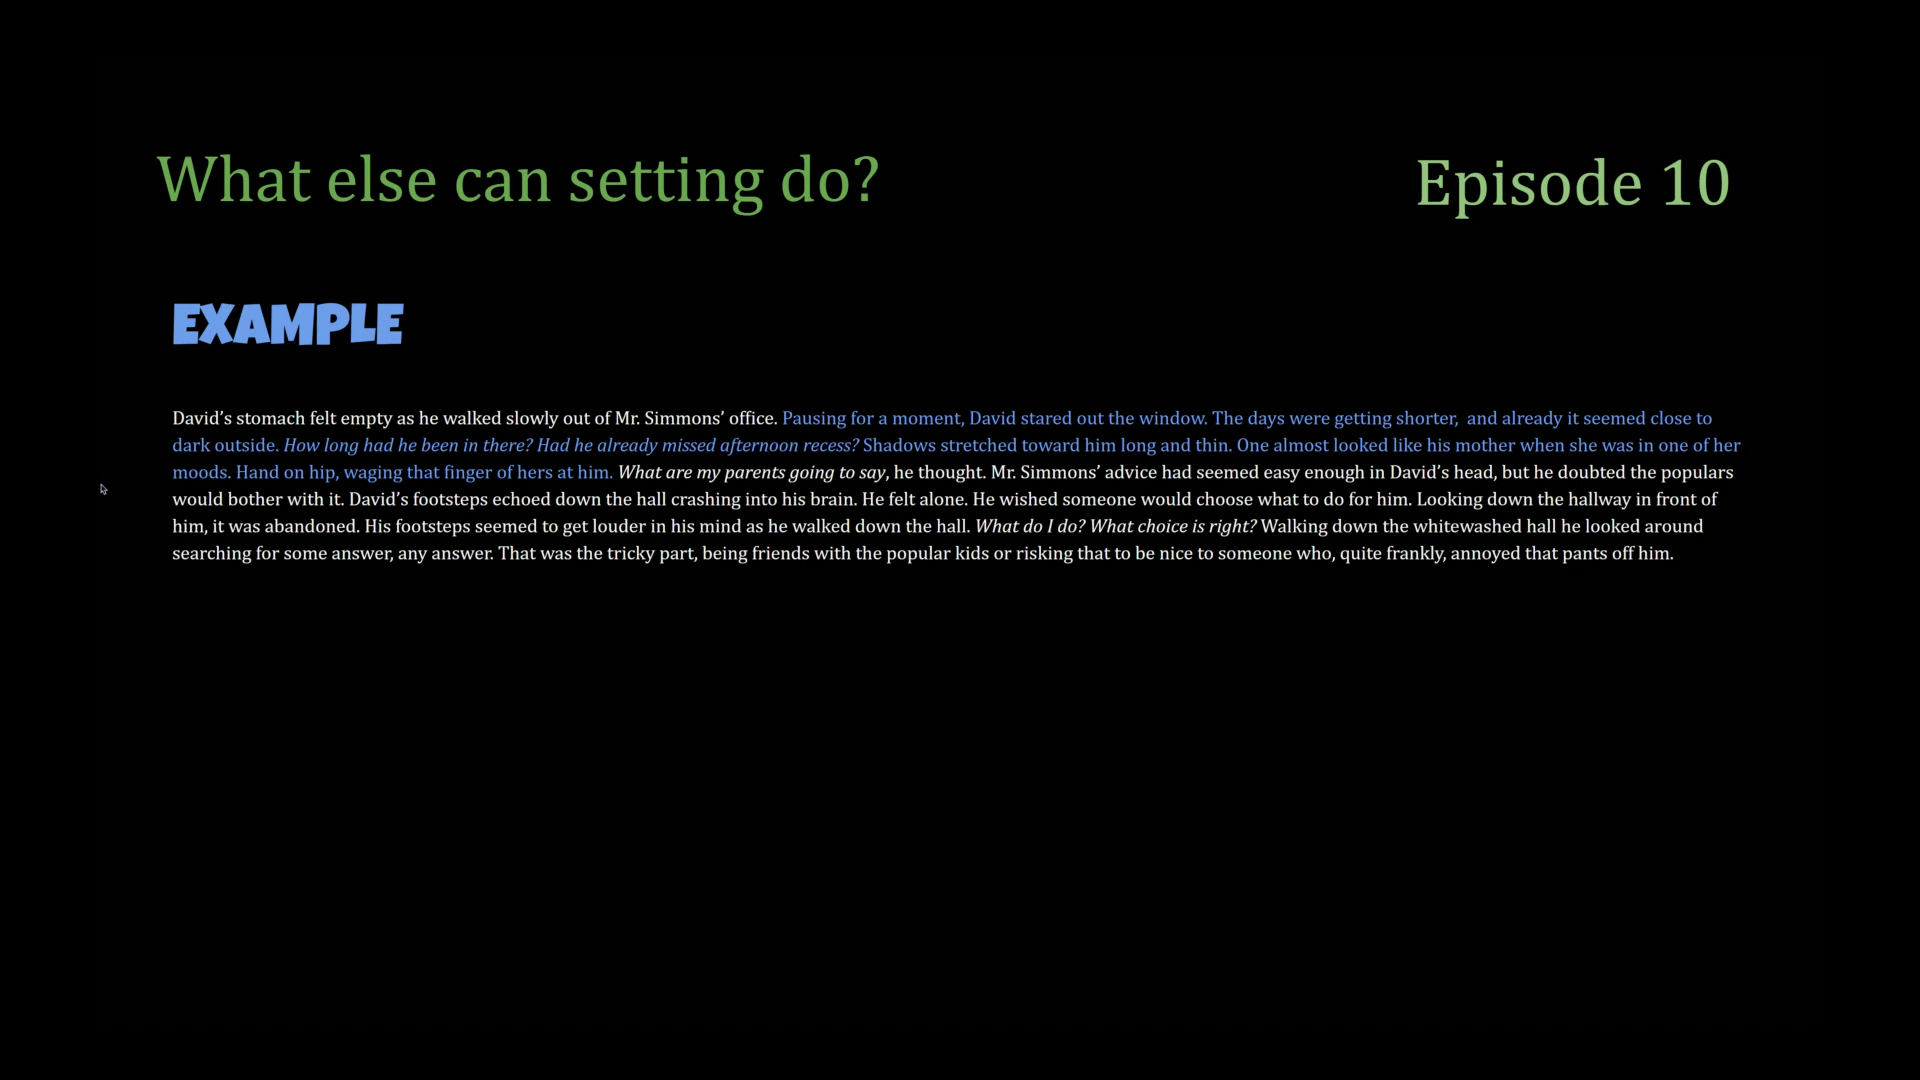 What else can setting do?
Episode 10
EXAMPLE
David’s stomach felt empty as he walked slowly out of Mr. Simmons’ office. Pausing for a moment, David stared out the window. The days were getting shorter,  and already it seemed close to
dark outside. How long had he been in there? Had he already missed afternoon recess? Shadows stretched toward him long and thin. One almost looked like his mother when she was in one of her
moods. Hand on hip, waging that finger of hers at him. What are my parents going to say, he thought. Mr. Simmons’ advice had seemed easy enough in David’s head, but he doubted the populars
would bother with it. David’s footsteps echoed down the hall crashing into his brain. He felt alone. He wished someone would choose what to do for him. Looking down the hallway in front of
him, it was abandoned. His footsteps seemed to get louder in his mind as he walked down the hall. What do I do? What choice is right? Walking down the whitewashed hall he looked around
searching for some answer, any answer. That was the tricky part, being friends with the popular kids or risking that to be nice to someone who, quite frankly, annoyed that pants off him.